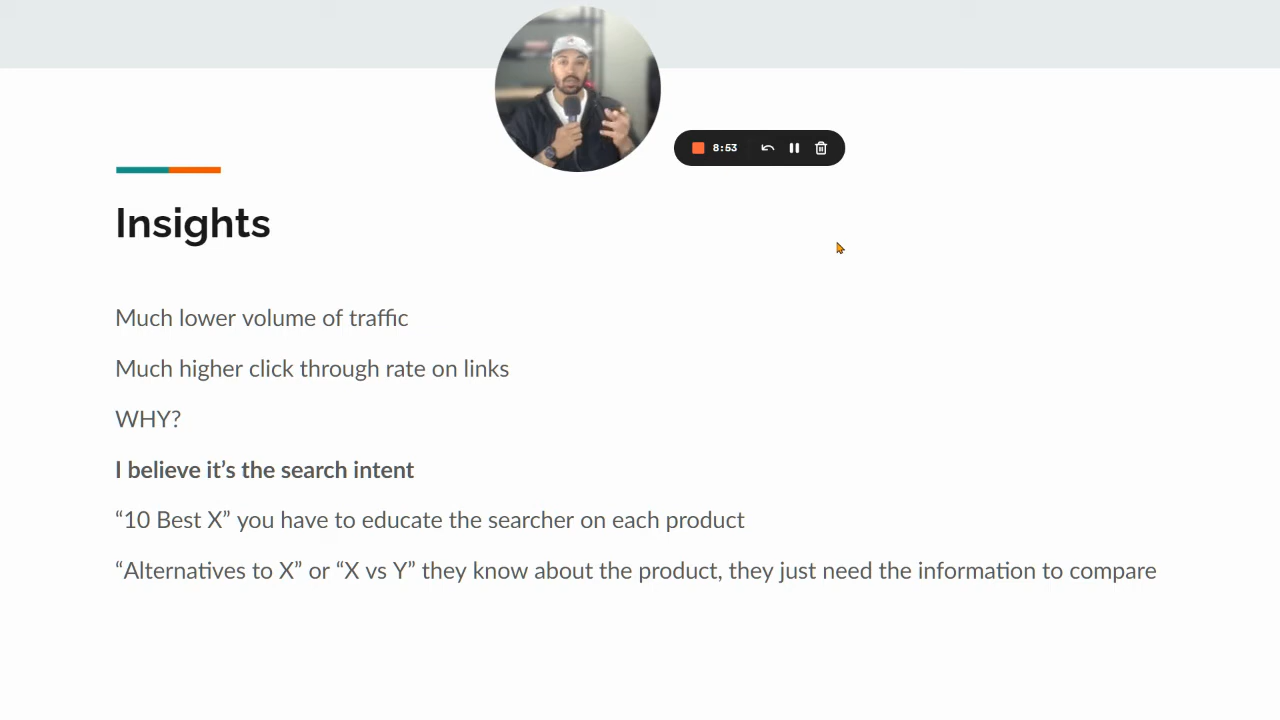 8:53
Insights
Much lower volume of traffic
Much higher click through rate on links
WHY?
I believe it’s the search intent
“10 Best X” you have to educate the searcher on each product
“Alternatives to X” or “X vs Y” they know about the product, they just need the information to compare